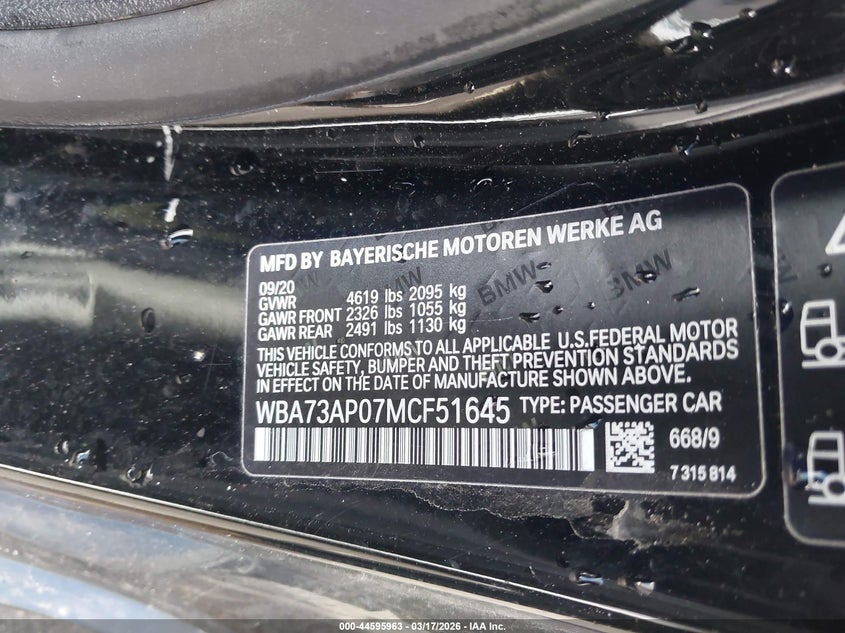 MFD BY BAYERISCHE MOTOREN WERKE AG
09/20
GVWR 4619 lbs 2095 kg
GAWR FRONT 2326 lbs 1055 kg
GAWR REAR 2491 lbs 1130 kg
THIS VEHICLE CONFORMS TO ALL APPLICABLE U.S.FEDERAL MOTOR
VEHICLE SAFETY, BUMPER AND THEFT PREVENTION STANDARDS
IN EFFECT ON THE DATE OF MANUFACTURE SHOWN ABOVE.
WBA73AP07MCF51645 TYPE: PASSENGER CAR
668/9
7 315 814
000-44595963 - 03/17/2026 - IAA Inc.